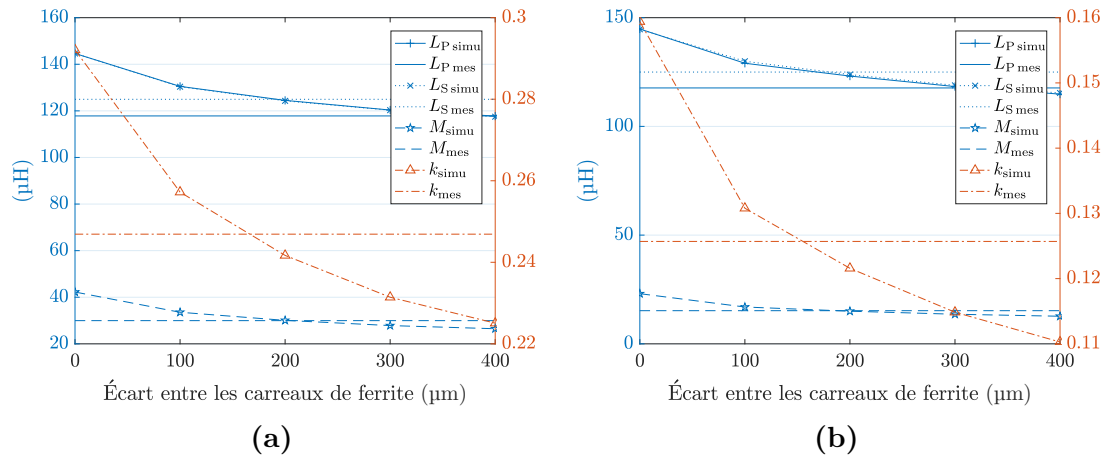 160
140
120
100
80
60
40
20
(µH)
0.3
0.28
0.26
0.24
0.22
L_P simu
L_P mes
L_S simu
L_S mes
M_simu
M_mes
k_simu
k_mes
0 100 200 300 400
Écart entre les carreaux de ferrite (µm)
(a)
150
100
50
0
(µH)
0.16
0.15
0.14
0.13
0.12
0.11
L_P simu
L_P mes
L_S simu
L_S mes
M_simu
M_mes
k_simu
k_mes
0 100 200 300 400
Écart entre les carreaux de ferrite (µm)
(b)